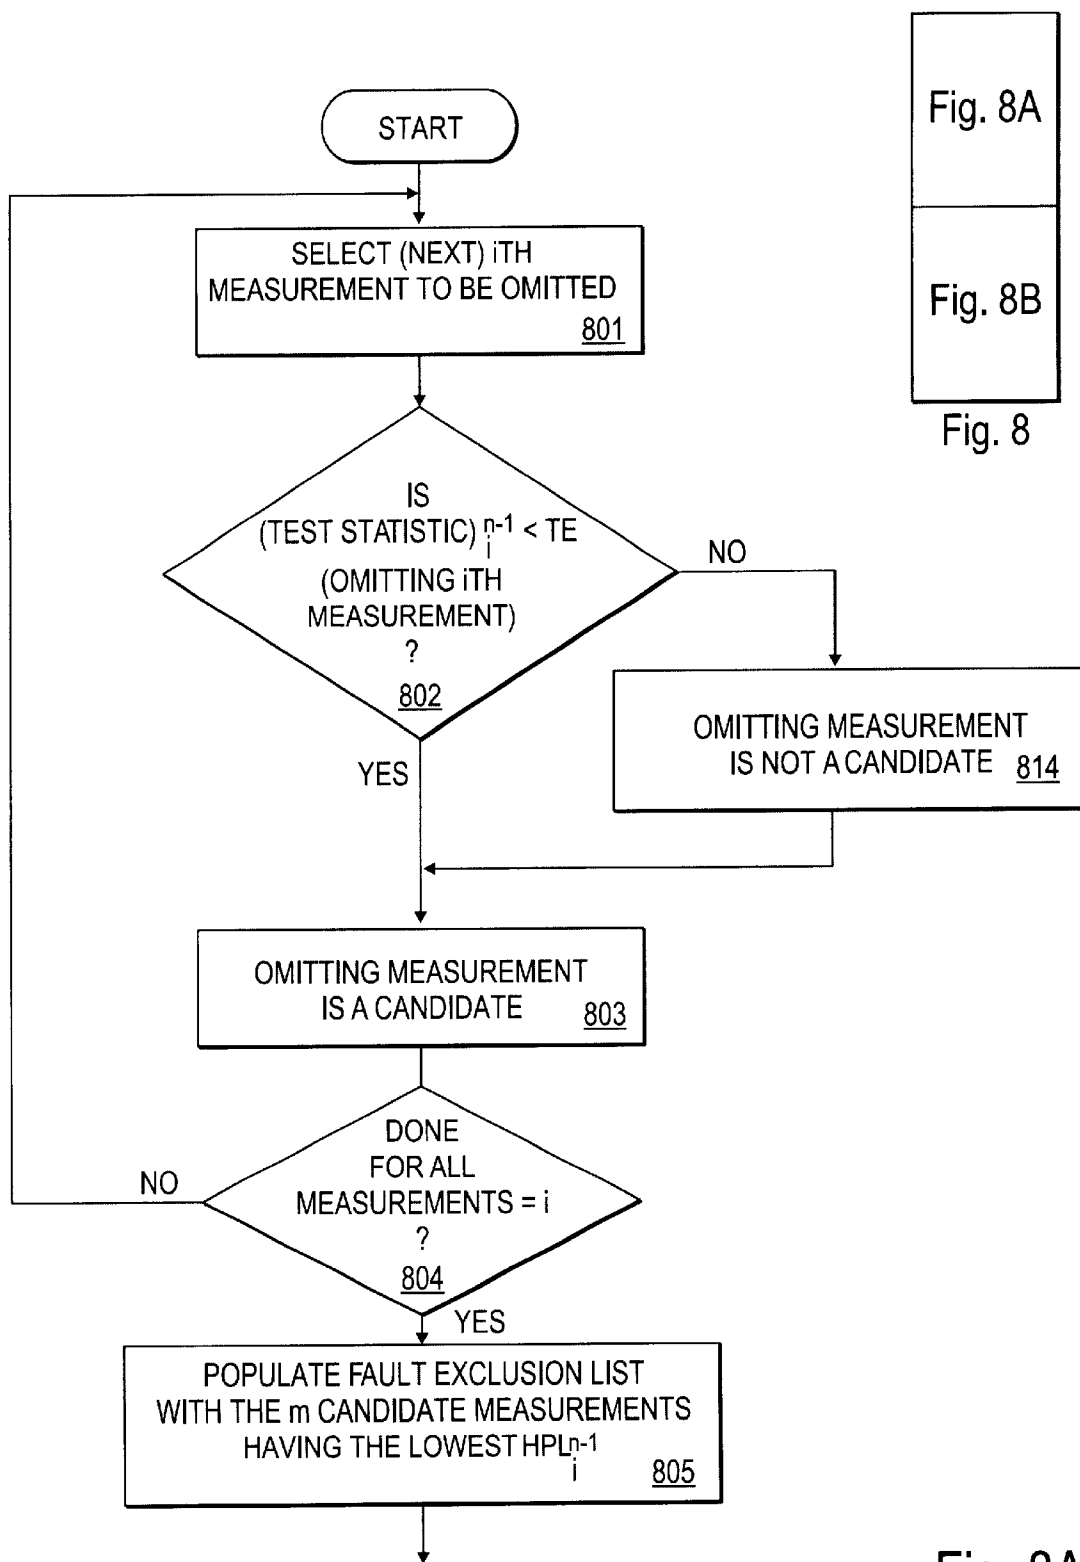 START
SELECT (NEXT) iTH
MEASUREMENT TO BE OMITTED
801
IS
(TEST STATISTIC) n-1 i < TE
(OMITTING iTH
MEASUREMENT)
?
802
NO
YES
OMITTING MEASUREMENT
IS NOT A CANDIDATE 814
OMITTING MEASUREMENT
IS A CANDIDATE 803
DONE
FOR ALL
MEASUREMENTS = i
?
804
NO
YES
POPULATE FAULT EXCLUSION LIST
WITH THE m CANDIDATE MEASUREMENTS
HAVING THE LOWEST HPL n-1 i
805
Fig. 8A
Fig. 8B
Fig. 8
Fig. 8A